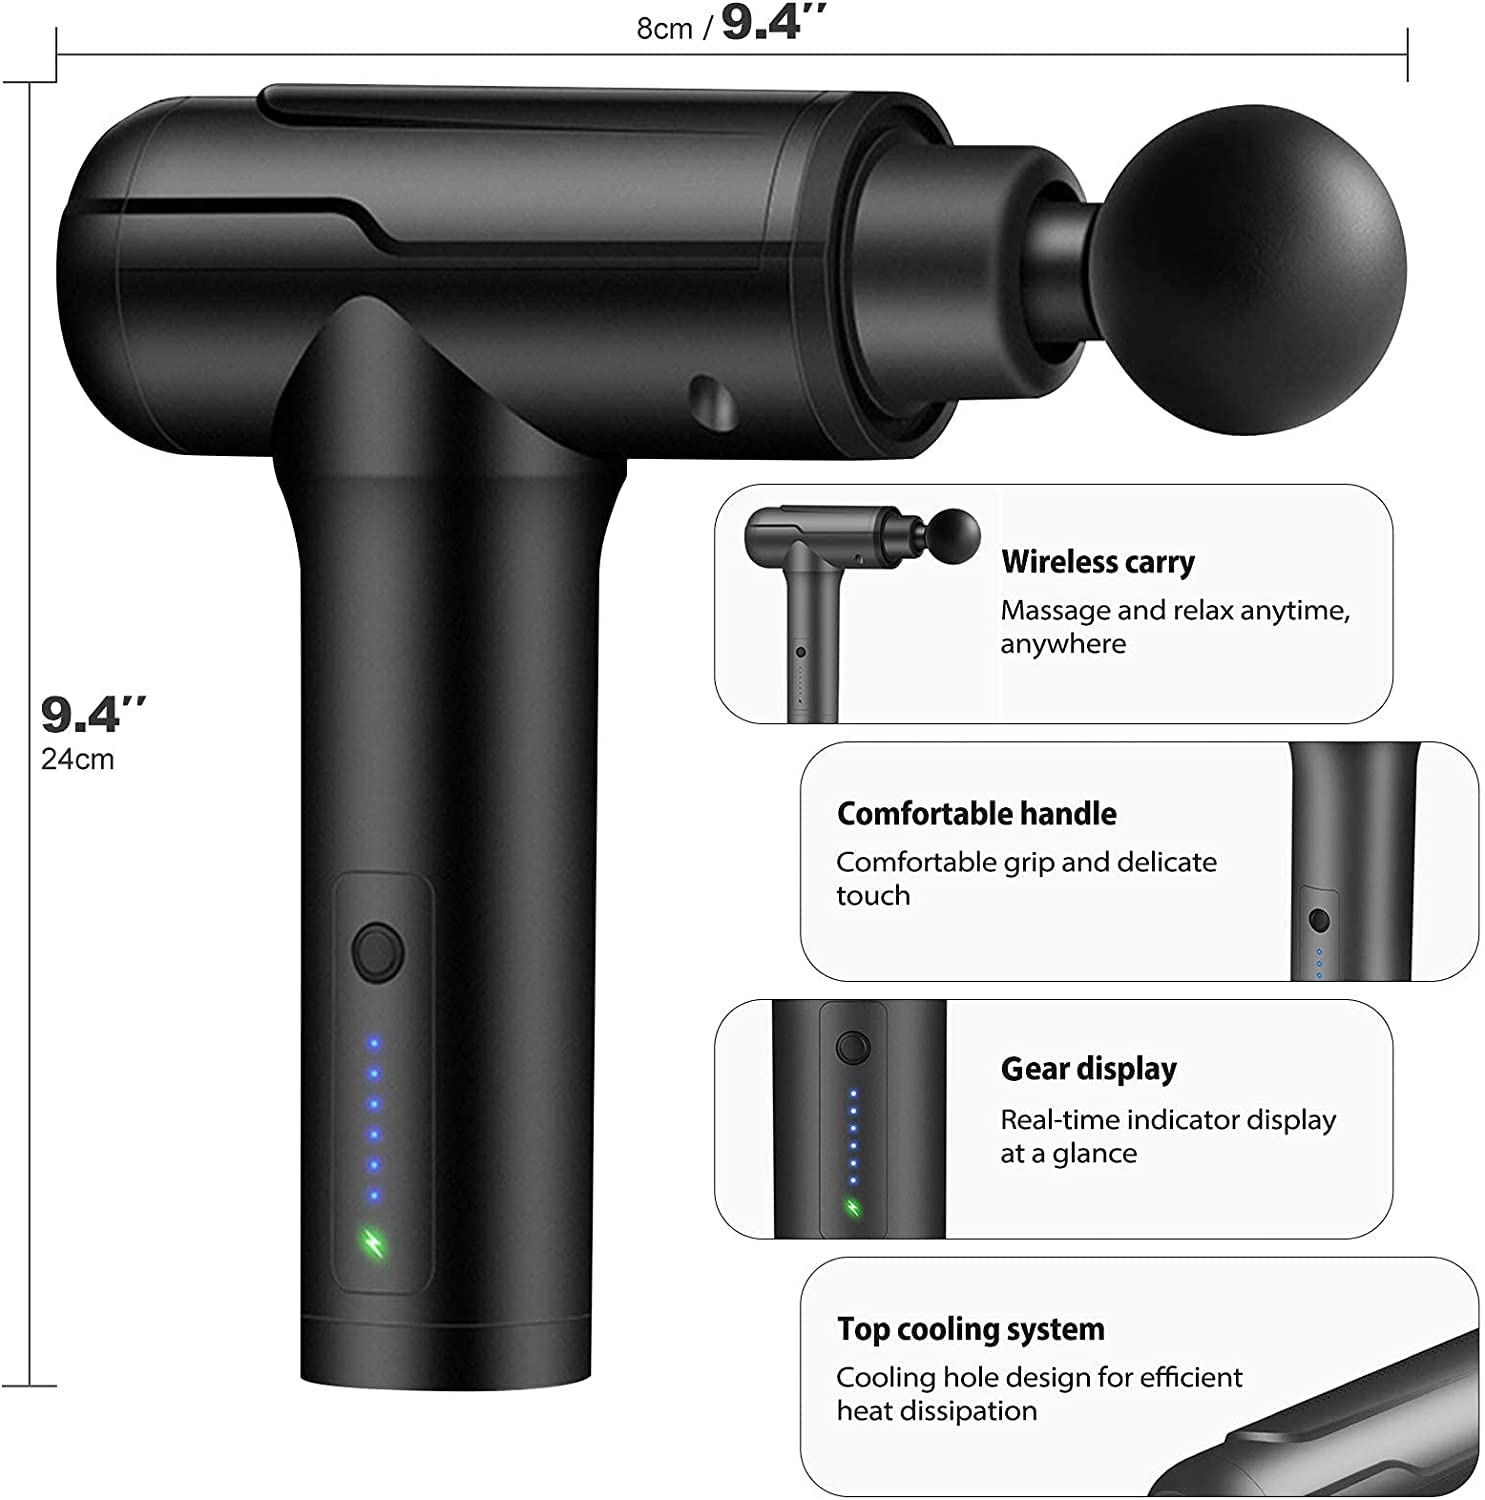 8cm / 9.4″
9.4″
24cm
Wireless carry
Massage and relax anytime,
anywhere
Comfortable handle
Comfortable grip and delicate
touch
Gear display
Real-time indicator display
at a glance
Top cooling system
Cooling hole design for efficient
heat dissipation